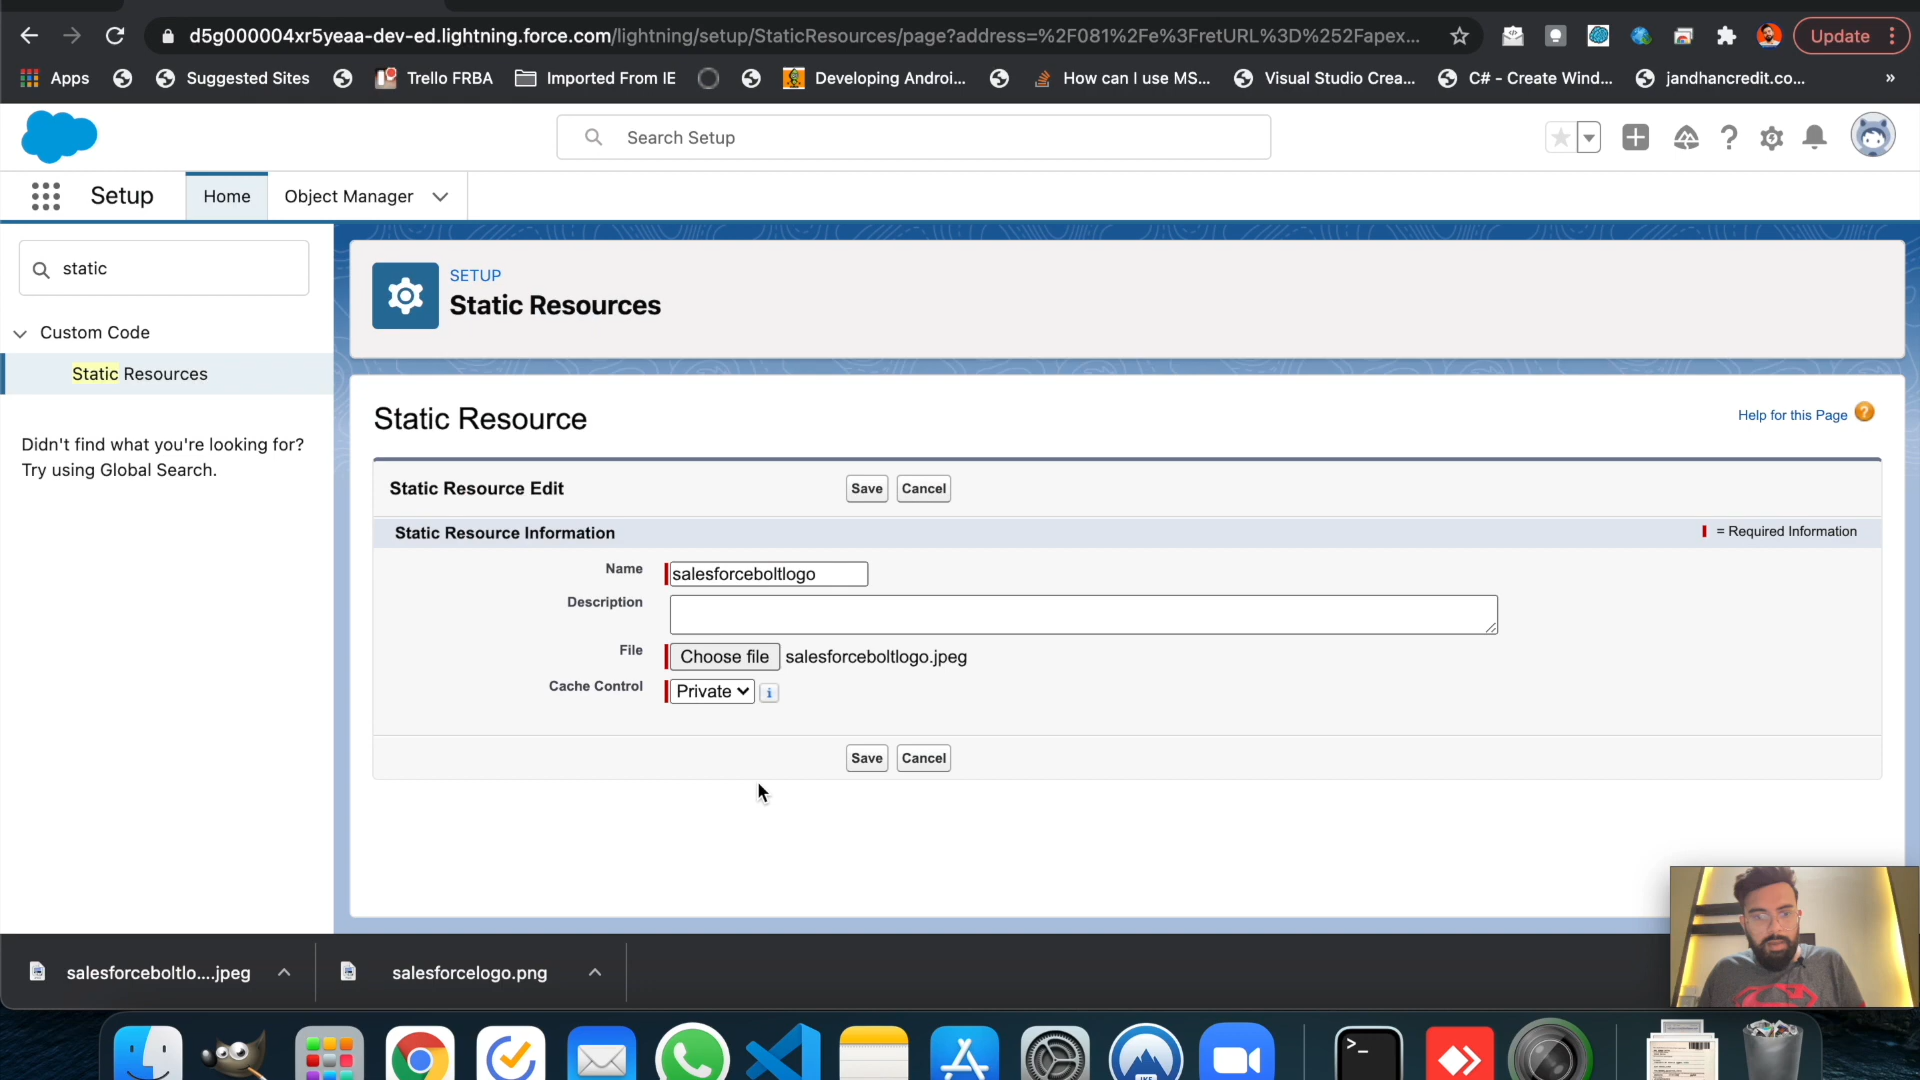 d5g000004xr5yeaa-dev-ed.lightning.force.com/lightning/setup/StaticResources/page?address=%2F081%2Fe%3FretURL%3D%252Fapex...
Update
Apps
Suggested Sites
Trello FRBA
Imported From IE
Developing Androi...
How can I use MS...
Visual Studio Crea...
C# - Create Wind...
jandhancredit.co...
»
Search Setup
Setup
Home
Object Manager
static
SETUP
Static Resources
Custom Code
Static Resources
Didn't find what you're looking for?
Try using Global Search.
Static Resource
Help for this Page
Static Resource Edit
Save
Cancel
Static Resource Information
= Required Information
Name
salesforceboltlogo
Description
File
Choose file
salesforceboltlogo.jpeg
Cache Control
Private
Save
Cancel
salesforceboltlo....jpeg
salesforcelogo.png